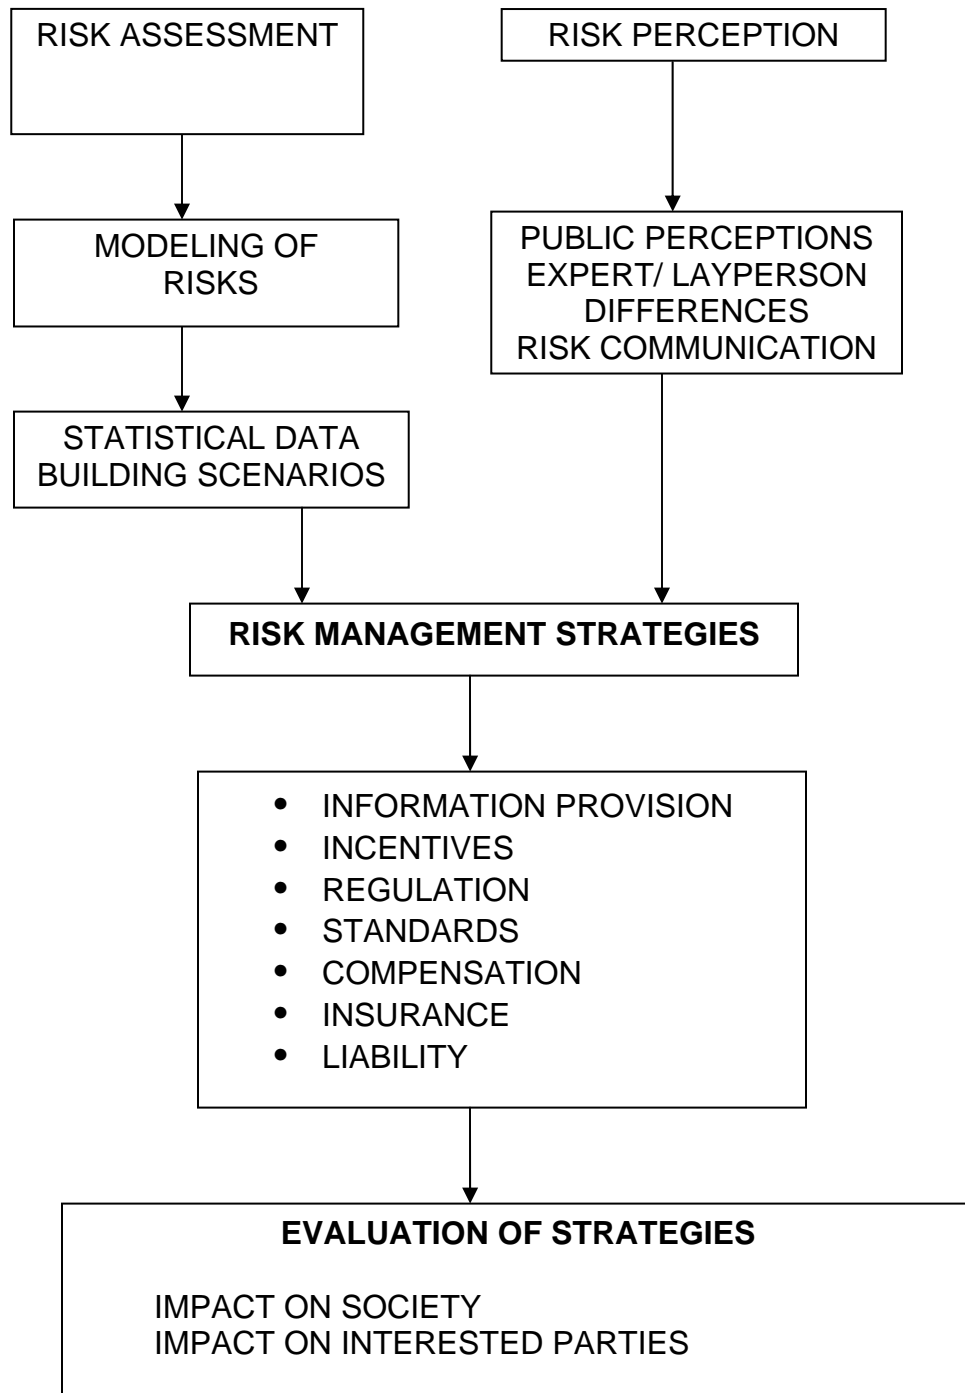 RISK ASSESSMENT
RISK PERCEPTION
MODELING OF
RISKS
PUBLIC PERCEPTIONS
EXPERT/ LAYPERSON
DIFFERENCES
RISK COMMUNICATION
STATISTICAL DATA
BUILDING SCENARIOS
RISK MANAGEMENT STRATEGIES
• INFORMATION PROVISION
• INCENTIVES
• REGULATION
• STANDARDS
• COMPENSATION
• INSURANCE
• LIABILITY
EVALUATION OF STRATEGIES
IMPACT ON SOCIETY
IMPACT ON INTERESTED PARTIES